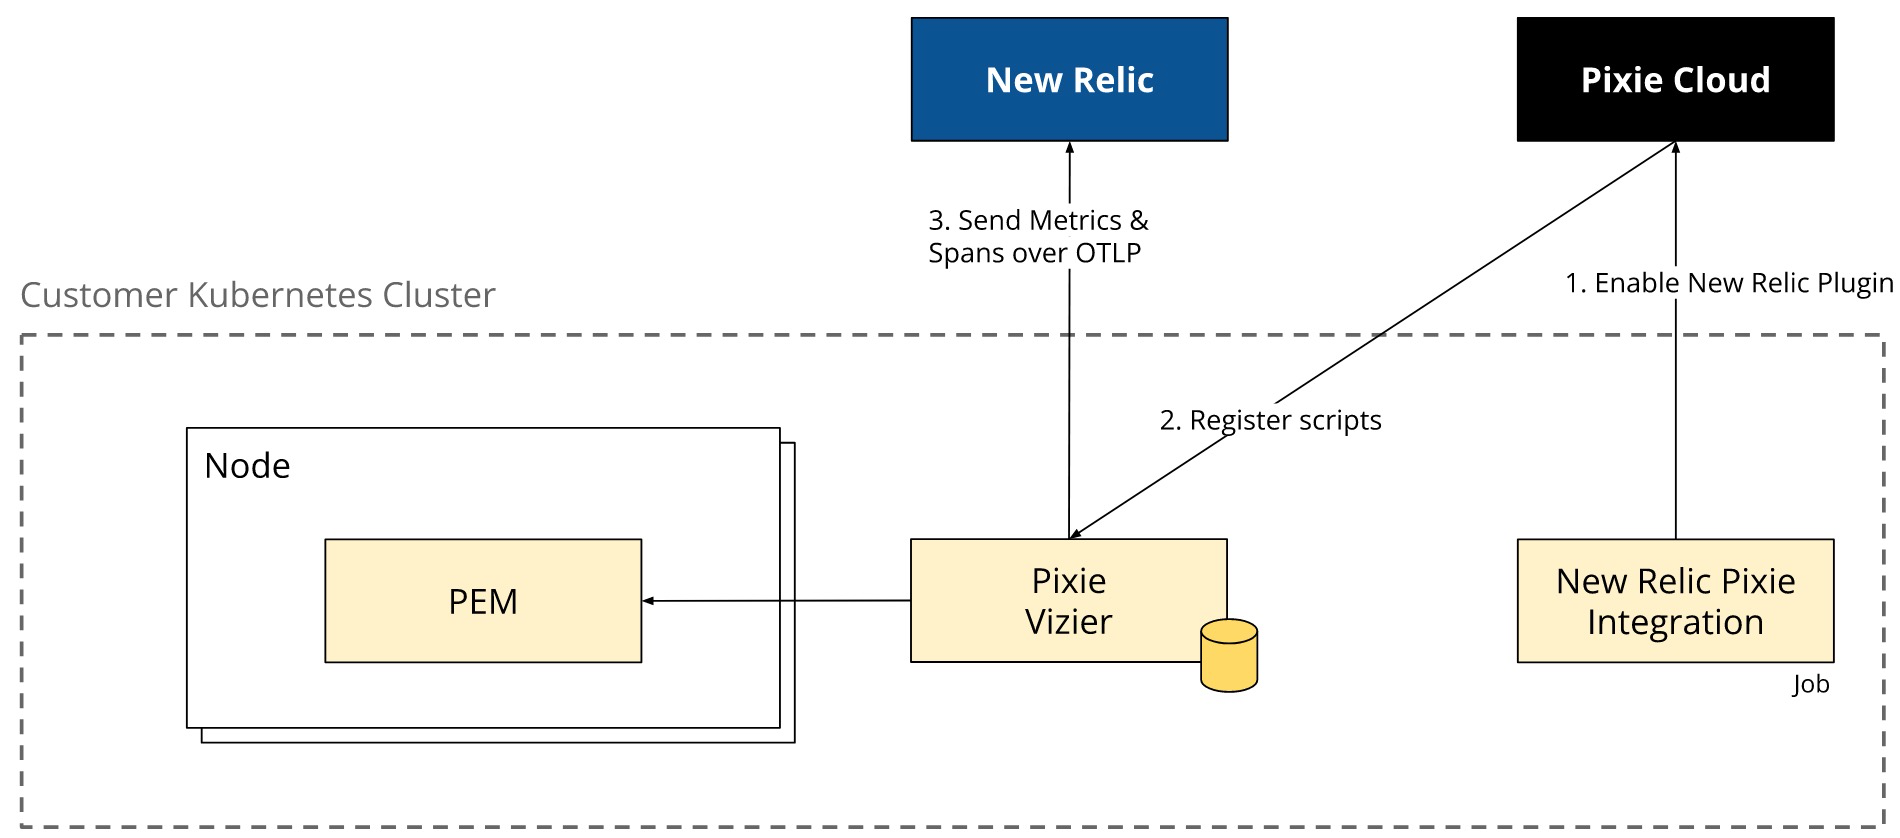 New Relic
Pixie Cloud
3. Send Metrics &
Spans over OTLP
1. Enable New Relic Plugin
Customer Kubernetes Cluster
2. Register scripts
Node
PEM
Pixie
Vizier
New Relic Pixie
Integration
Job